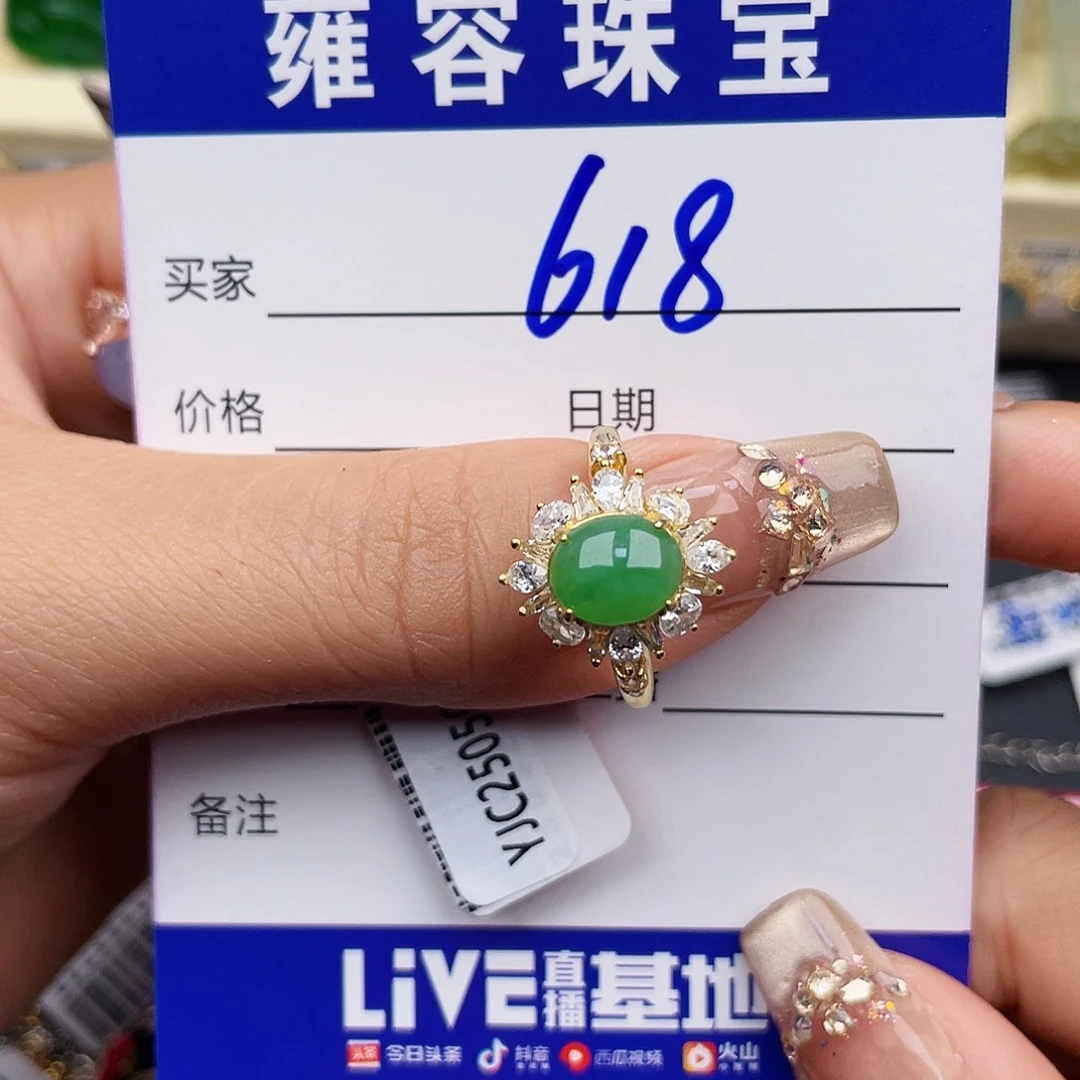 雍容珠宝
买家 618
价格 日期
YJC2505
备注
LiVE直播基地
今日头条 抖音 西瓜视频 火山